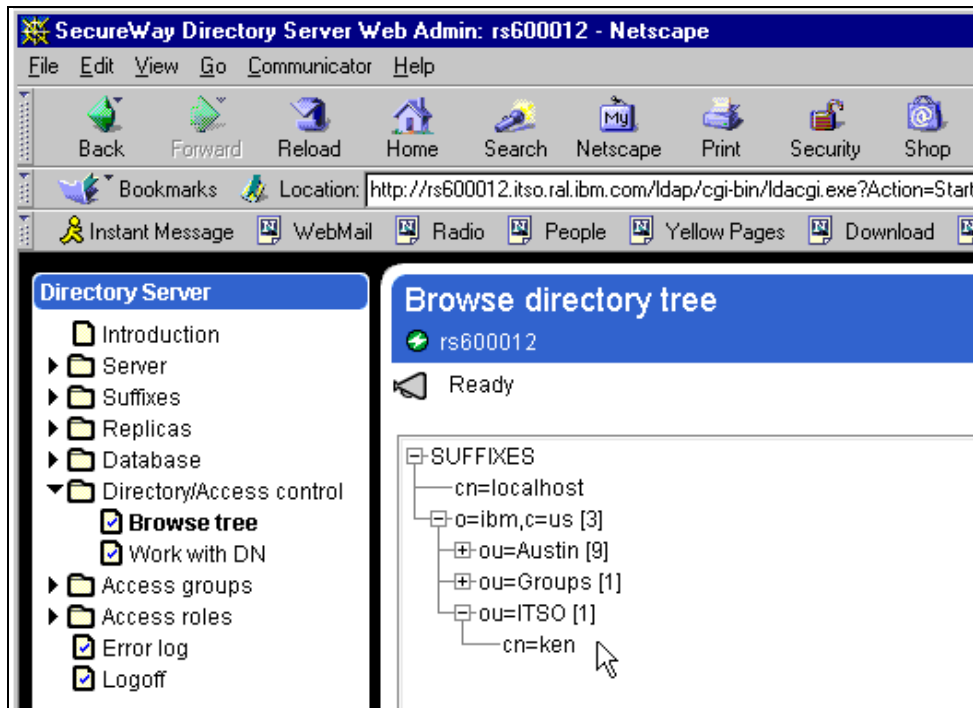 SecureWay Directory Server Web Admin: rs600012 - Netscape
File Edit View Go Communicator Help
Back Forward Reload Home Search Netscape Print Security Shop
My
Bookmarks Location: http://rs600012.itso.ral.ibm.com/ldap/cgi-bin/ldacgi.exe?Action=Start
Instant Message WebMail Radio People Yellow Pages Download
Directory Server
Introduction
Server
Suffixes
Replicas
Database
Directory/Access control
Browse tree
Work with DN
Access groups
Access roles
Error log
Logoff
Browse directory tree
rs600012
Ready
SUFFIXES
cn=localhost
o=ibm,c=us [3]
ou=Austin [9]
ou=Groups [1]
ou=ITSO [1]
cn=ken